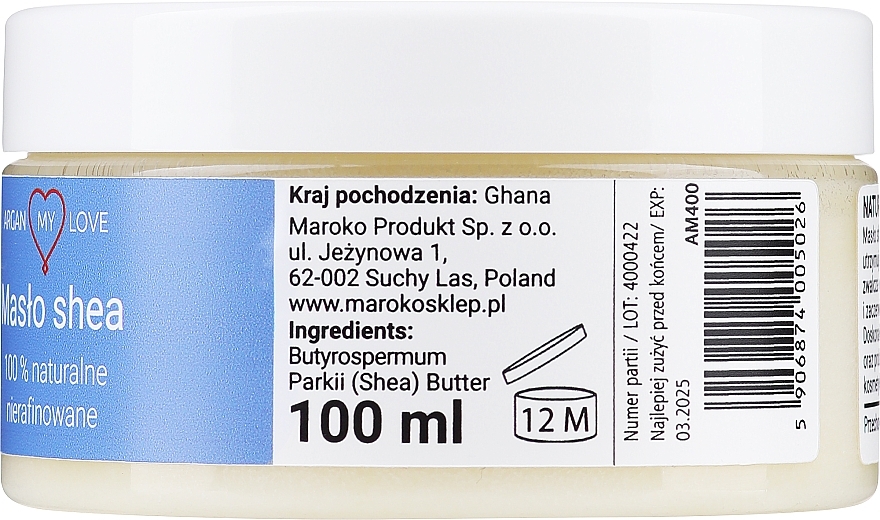 ARGAN MY LOVE
Masło shea
100 % naturalne
nierafinowane
Kraj pochodzenia: Ghana
Maroko Produkt Sp. z o.o.
ul. Jeżynowa 1,
62-002 Suchy Las, Poland
www.marokosklep.pl
Ingredients:
Butyrospermum
Parkii (Shea) Butter
100 ml
12 M
Numer partii / LOT: 4000422
Najlepiej zużyć przed końcem/ EXP:
03.2025
AM400
5 906874 005026